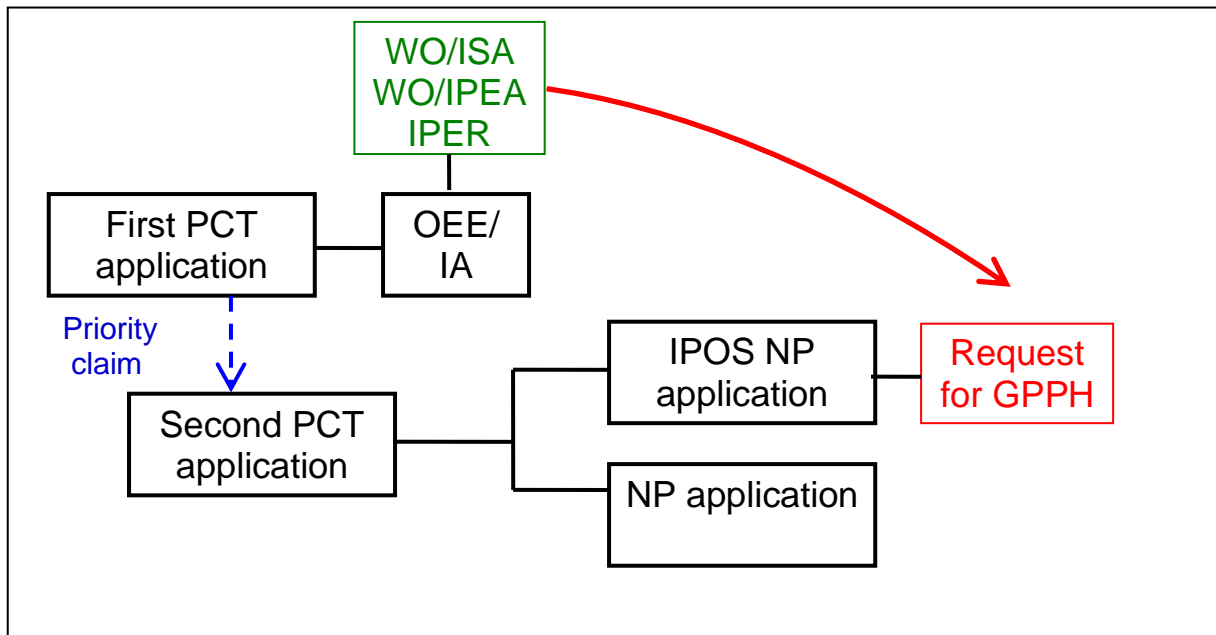 WO/ISA
WO/IPEA
IPER
First PCT
application
OEE/
IA
Priority
claim
Second PCT
application
IPOS NP
application
Request
for GPPH
NP application